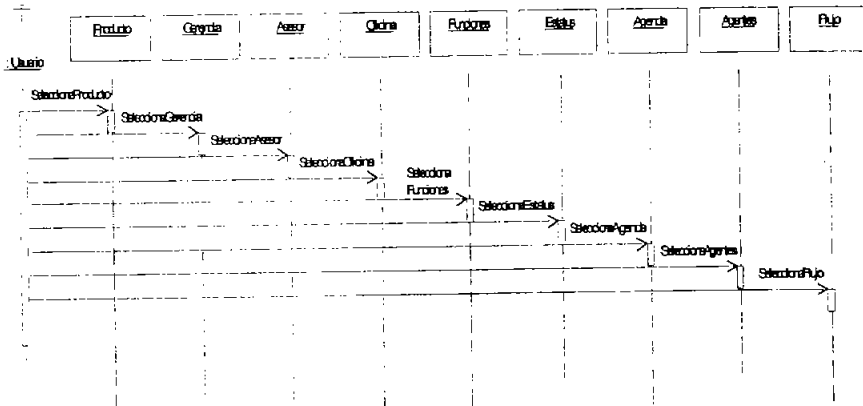 Producto
Gerencia
Asesor
Oficina
Funciones
Estatus
Agenda
Agentes
Flujo
: Usuario
SeleccionaProducto
SeleccionaGerencia
SeleccionaAsesor
SeleccionaOficina
Selecciona
Funciones
SeleccionaEstatus
SeleccionaAgenda
SeleccionaAgentes
SeleccionaFlujo